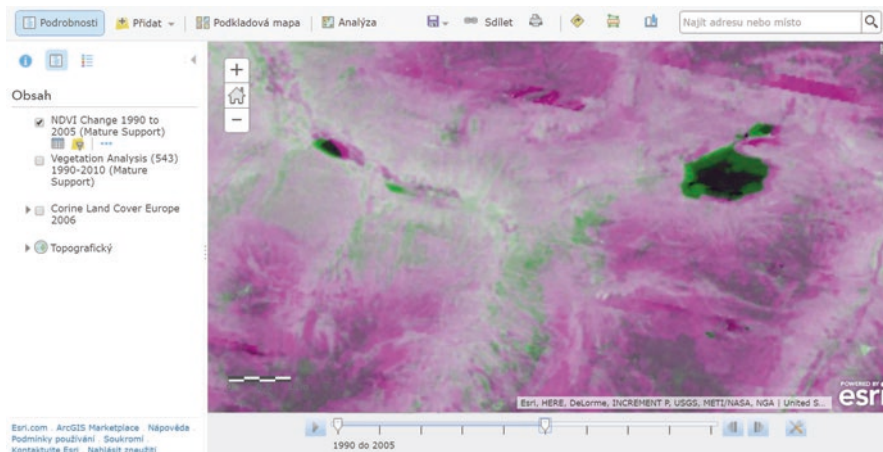 Podrobnosti
Přidat
Podkladová mapa
Analýza
Sdílet
Najít adresu nebo místo
Obsah
NDVI Change 1990 to
2005 (Mature Support)
Vegetation Analysis (543)
1990-2010 (Mature
Support)
Corine Land Cover Europe
2006
Topografický
+
−
Esri, HERE, DeLorme, INCREMENT P, USGS, METI/NASA, NGA | United S...
POWERED BY
esri
Esri.com . ArcGIS Marketplace . Nápověda .
Podmínky používání . Soukromí .
Kontaktujte Esri . Nahlásit zneužití
1990 do 2005